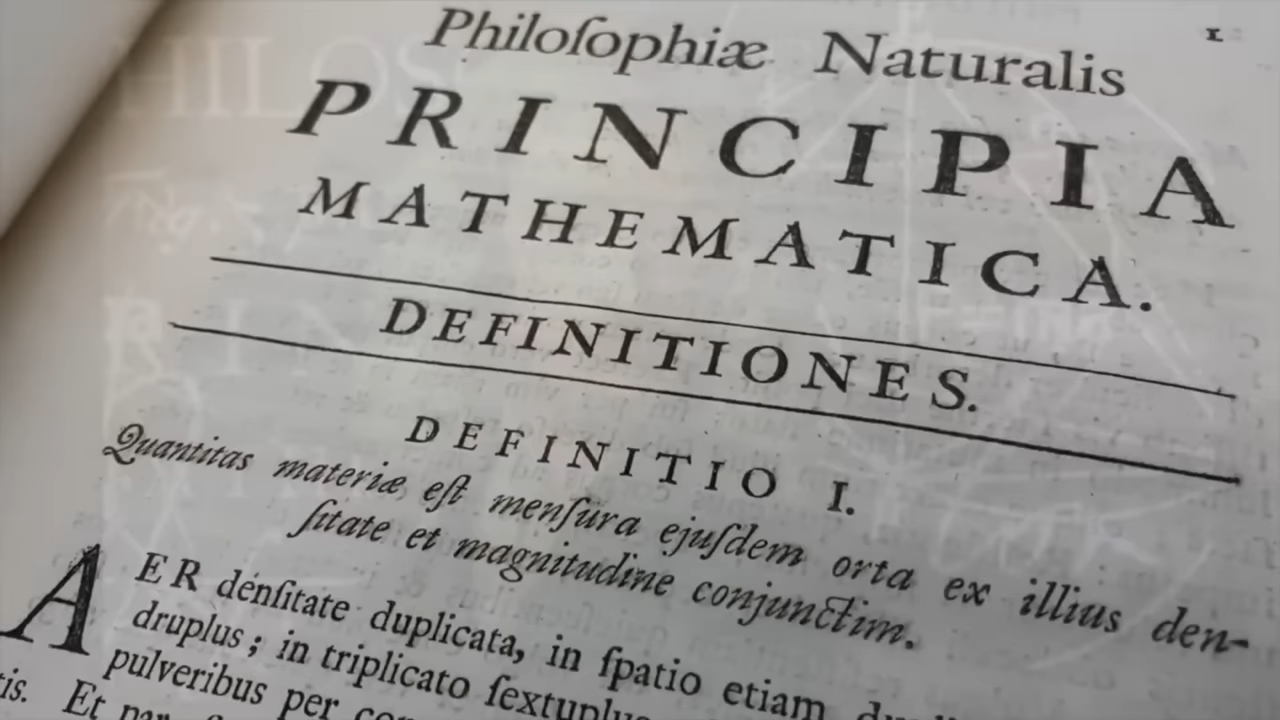 1
Philoſophiæ Naturalis
PRINCIPIA
MATHEMATICA.
DEFINITIONES.
DEFINITIO I.
Quantitas materiæ eſt menſura ejuſdem orta ex illius den-
ſitate et magnitudine conjunctim.
AER denſitate duplicata, in ſpatio etiam
druplus; in triplicato ſextuplus
pulveribus per
tis. Et